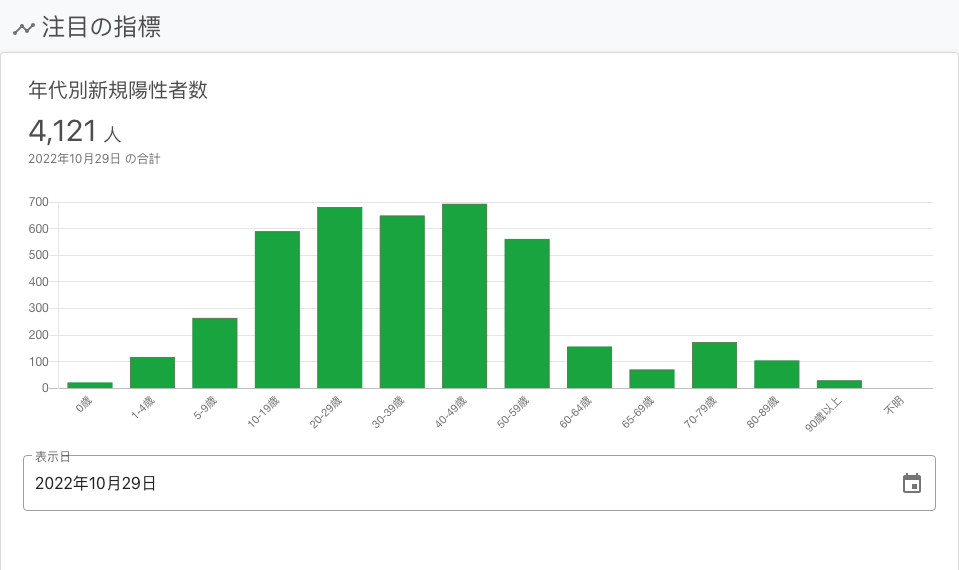 注目の指標
年代別新規陽性者数
4,121 人
2022年10月29日 の合計
700
600
500
400
300
200
100
0
0歳
1-4歳
5-9歳
10-19歳
20-29歳
30-39歳
40-49歳
50-59歳
60-64歳
65-69歳
70-79歳
80-89歳
90歳以上
不明
表示日
2022年10月29日